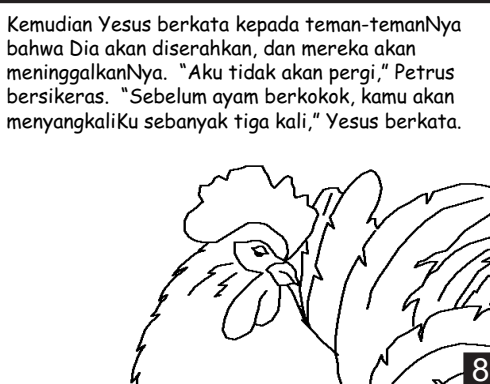 Kemudian Yesus berkata kepada teman-temanNya
bahwa Dia akan diserahkan, dan mereka akan
meninggalkanNya. “Aku tidak akan pergi,” Petrus
bersikeras. “Sebelum ayam berkokok, kamu akan
menyangkaliKu sebanyak tiga kali,” Yesus berkata.
8